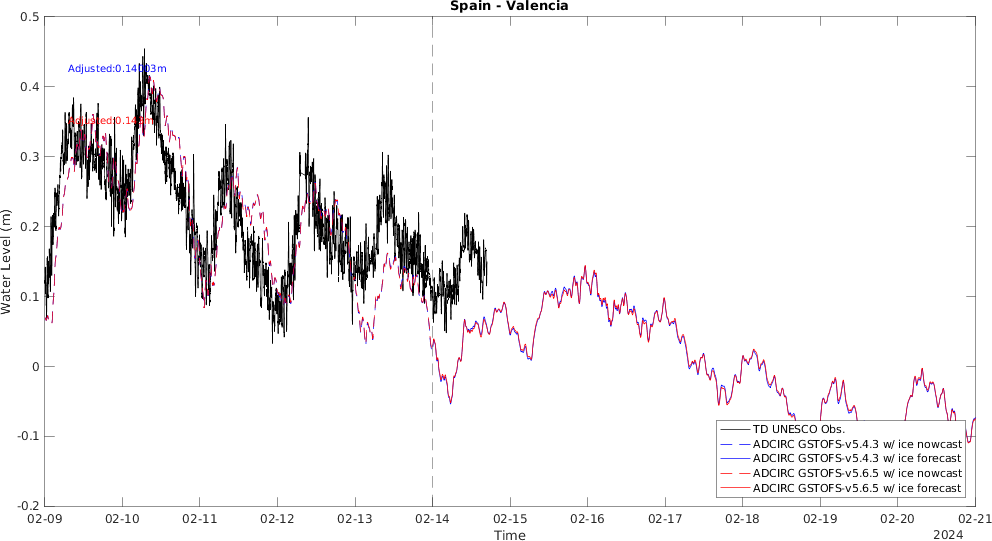 Spain - Valencia
0.5
0.4
0.3
0.2
0.1
0
-0.1
-0.2
Water Level (m)
TD UNESCO Obs.
ADCIRC GSTOFS-v5.4.3 w/ ice nowcast
ADCIRC GSTOFS-v5.4.3 w/ ice forecast
ADCIRC GSTOFS-v5.6.5 w/ ice nowcast
ADCIRC GSTOFS-v5.6.5 w/ ice forecast
02-09 02-10 02-11 02-12 02-13 02-14 02-15 02-16 02-17 02-18 02-19 02-20 02-21
Time
2024